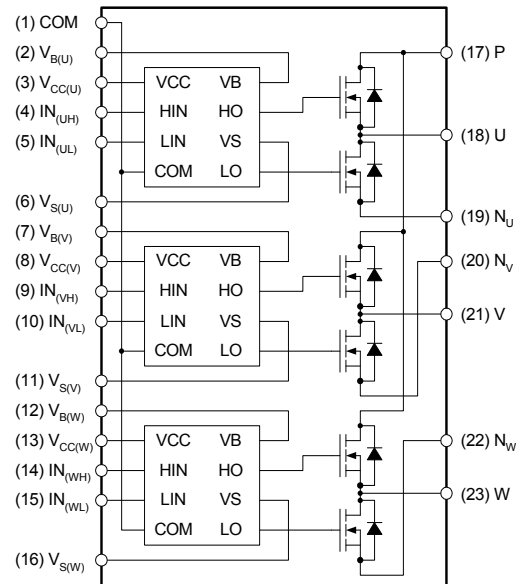 (1) COM
(2) V_B(U)
(3) V_CC(U)
(4) IN_(UH)
(5) IN_(UL)
(6) V_S(U)
(7) V_B(V)
(8) V_CC(V)
(9) IN_(VH)
(10) IN_(VL)
(11) V_S(V)
(12) V_B(W)
(13) V_CC(W)
(14) IN_(WH)
(15) IN_(WL)
(16) V_S(W)
VCC VB
HIN HO
LIN VS
COM LO
VCC VB
HIN HO
LIN VS
COM LO
VCC VB
HIN HO
LIN VS
COM LO
(17) P
(18) U
(19) N_U
(20) N_V
(21) V
(22) N_W
(23) W